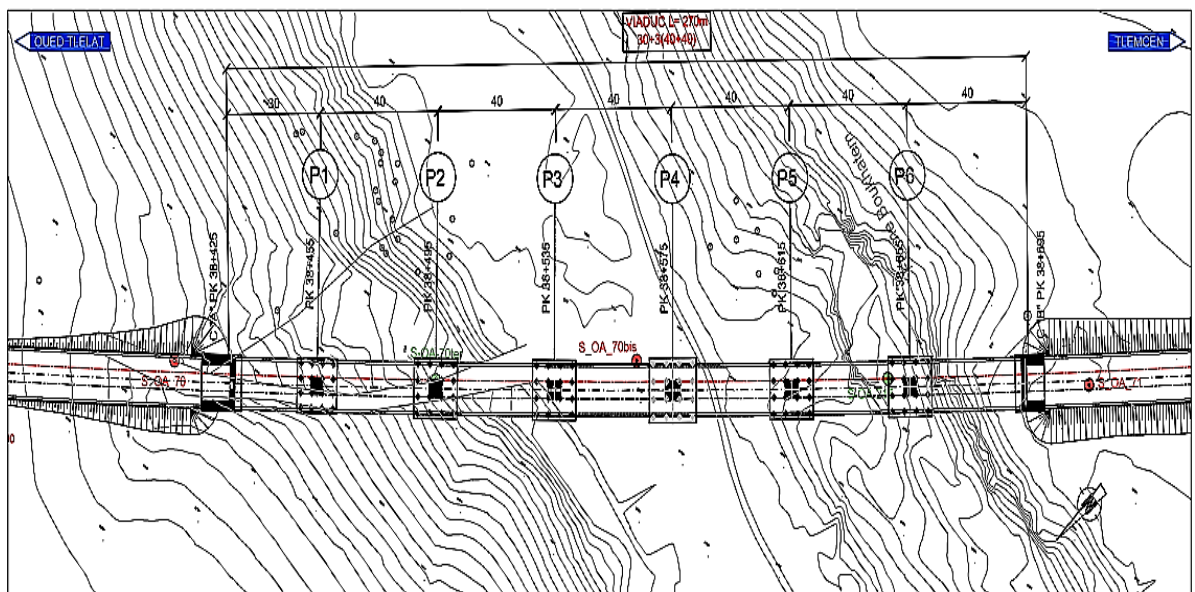 VIADUC L= 270m
30+3(40+40)
OUED TLELAT
TLEMCEN
30
40
40
40
40
40
40
P1
P2
P3
P4
P5
P6
Boukhatem
C "A" PK 38+425
PK 38+455
PK 38+495
PK 38+535
PK 38+575
PK 38+615
PK 38+655
C "B" PK 38+695
S_OA_70
S_OA_70ter
S_OA_70bis
S_OA_71